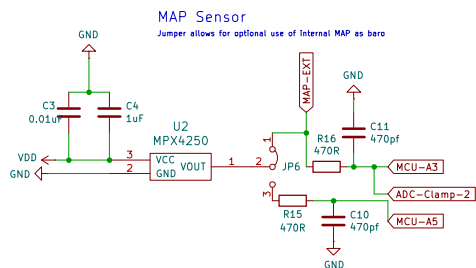 MAP Sensor
Jumper allows for optional use of internal MAP as baro
GND
MAP-EXT
GND
C3
0.01uF
C4
1uF
U2
MPX4250
C11
470pf
R16
470R
VDD
3
VCC
VOUT
1
2
1
JP6
MCU-A3
GND
2
GND
3
ADC-Clamp-2
R15
470R
C10
470pf
MCU-A5
GND